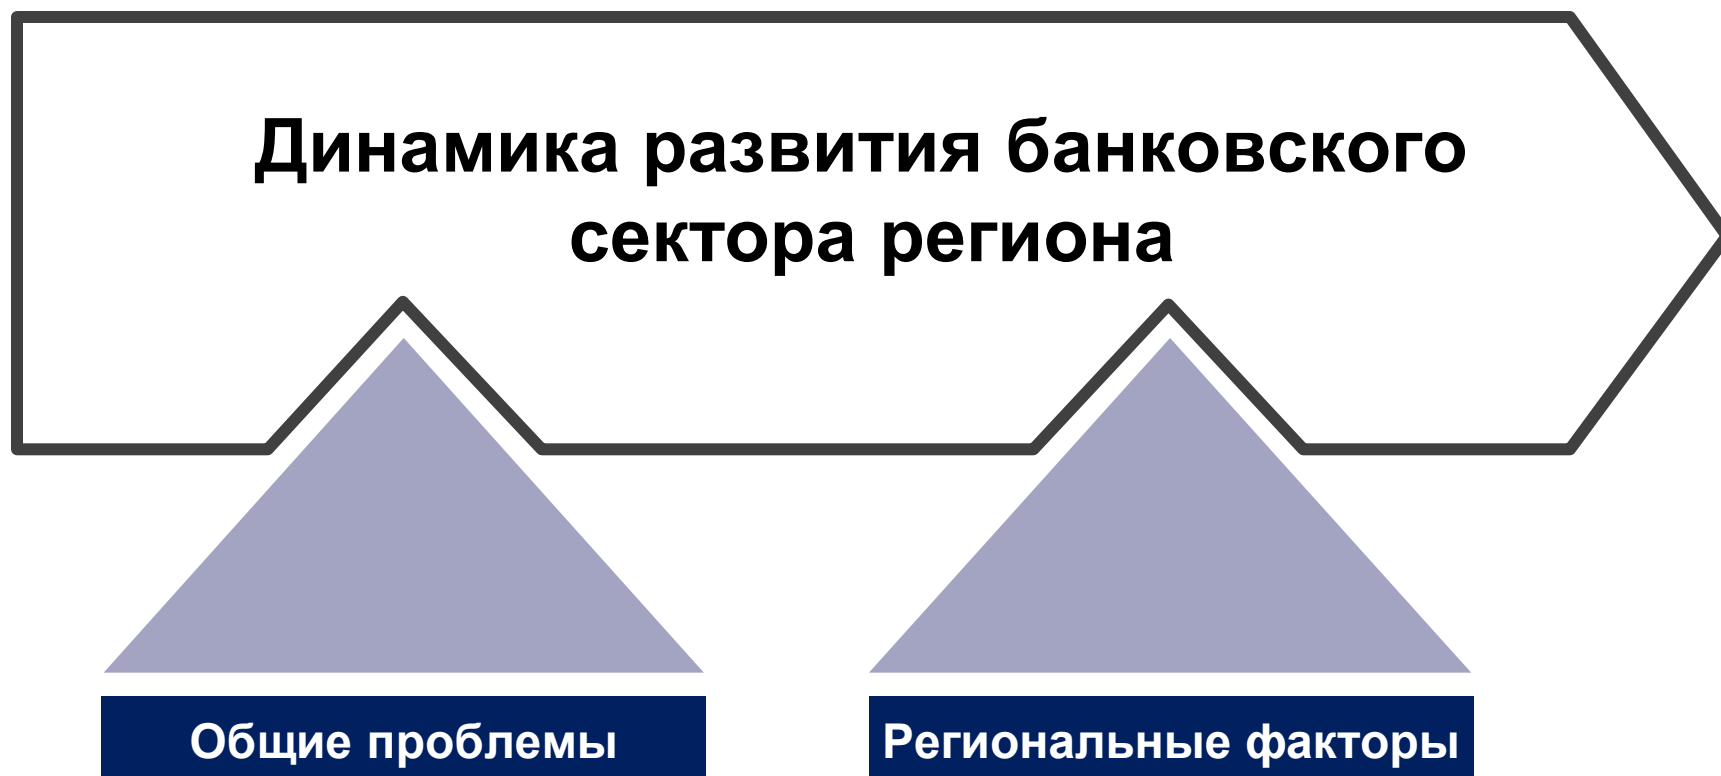 Динамика развития банковского
сектора региона
Общие проблемы
Региональные факторы